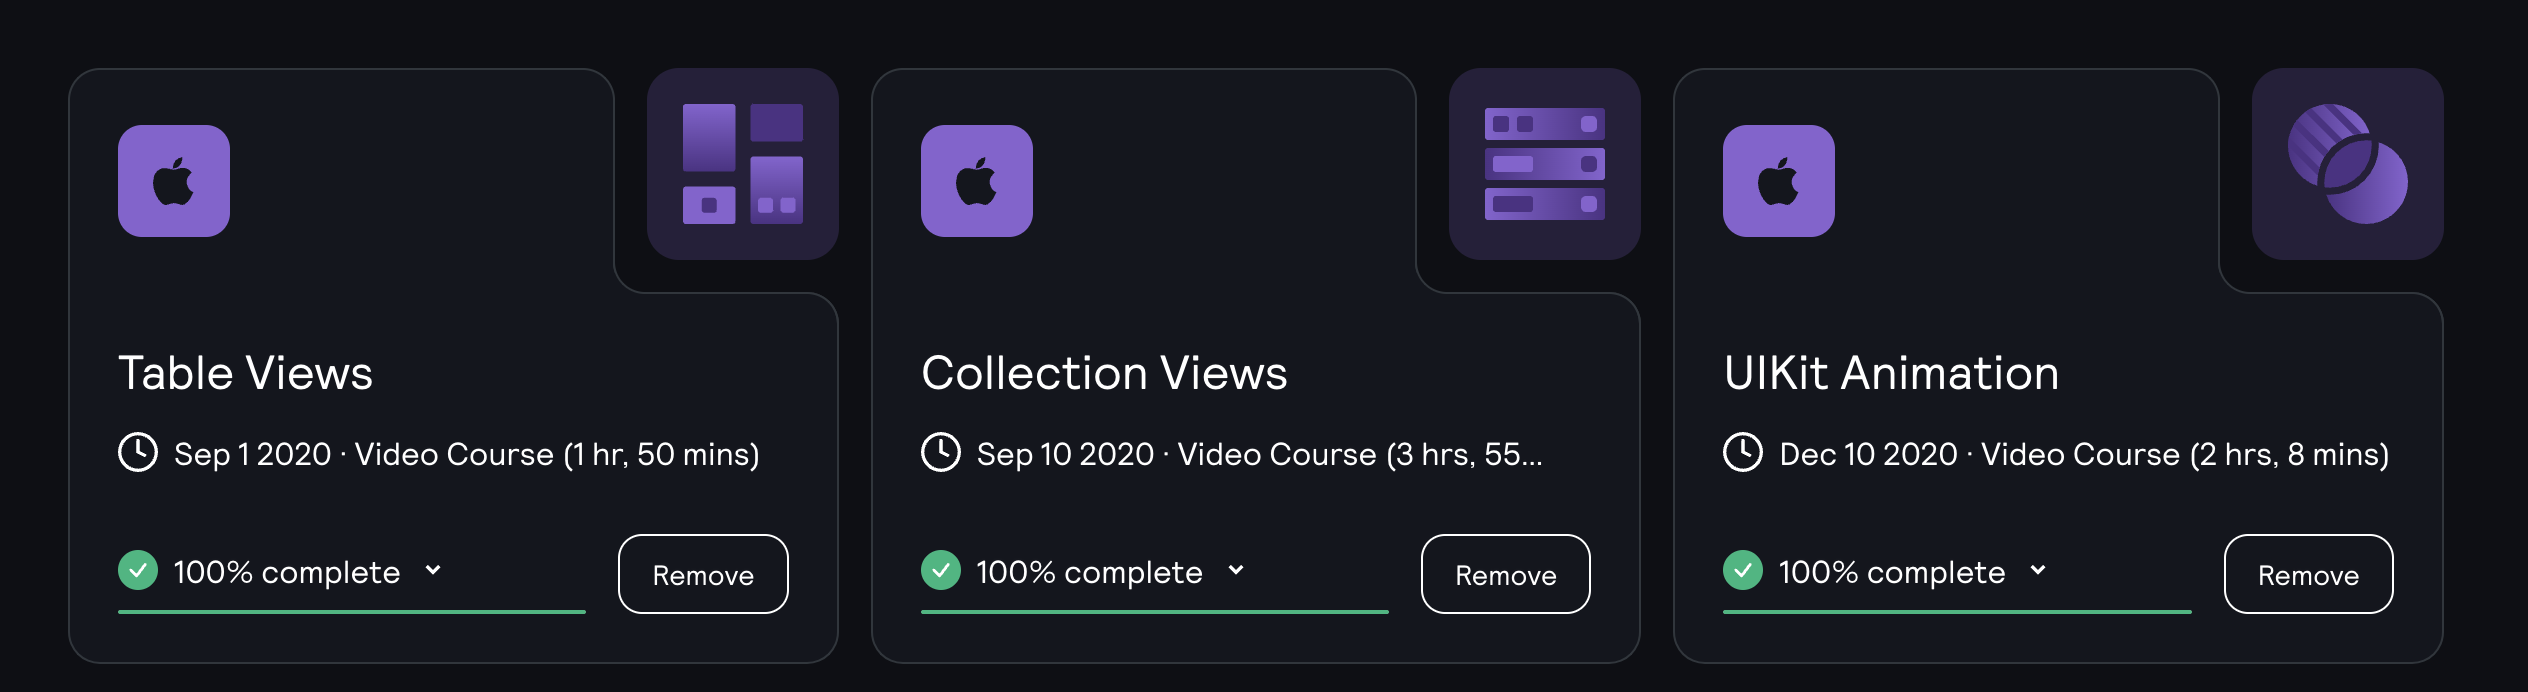 Table Views
Sep 1 2020 · Video Course (1 hr, 50 mins)
100% complete
Remove
Collection Views
Sep 10 2020 · Video Course (3 hrs, 55...
100% complete
Remove
UIKit Animation
Dec 10 2020 · Video Course (2 hrs, 8 mins)
100% complete
Remove